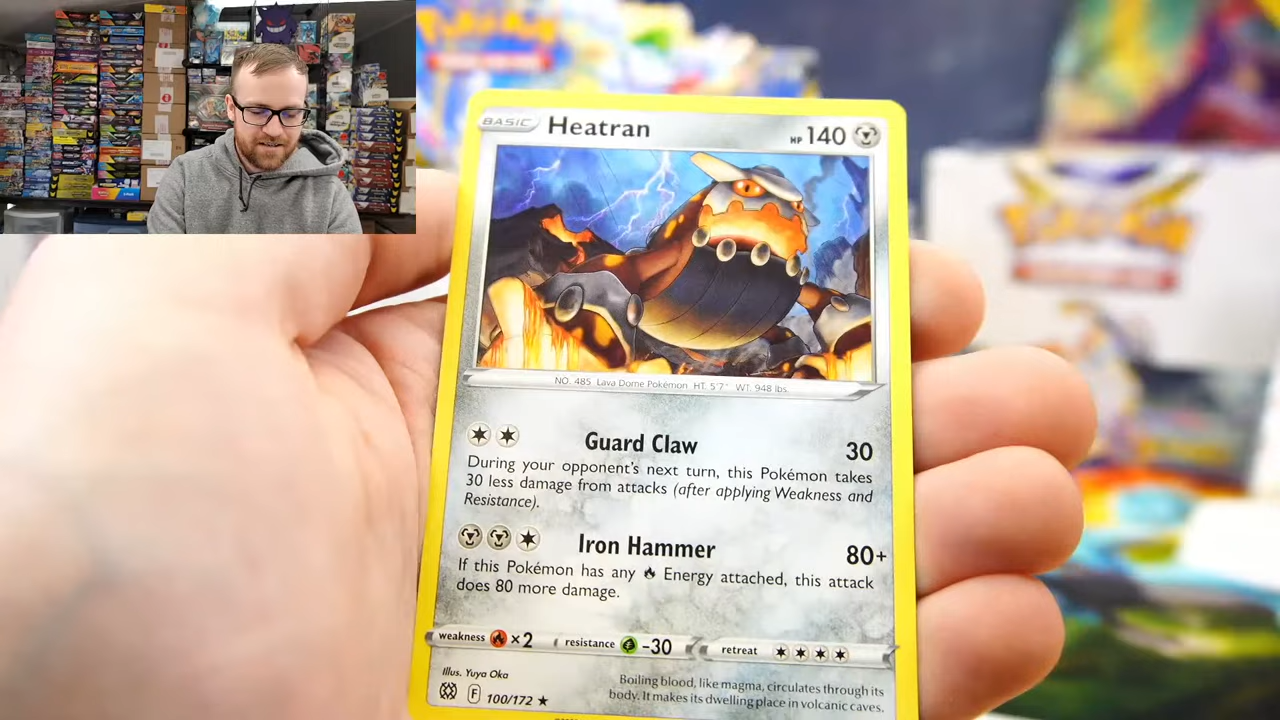 BASIC Heatran HP 140
NO. 485 Lava Dome Pokémon HT. 5'7" WT. 948 lbs.
Guard Claw 30
During your opponent's next turn, this Pokémon takes
30 less damage from attacks (after applying Weakness and
Resistance).
Iron Hammer 80+
If this Pokémon has any Energy attached, this attack
does 80 more damage.
weakness ×2 resistance -30 retreat
Illus. Yuya Oka
Boiling blood, like magma, circulates through its
body. It makes its dwelling place in volcanic caves.
F 100/172 ★
Pokémon